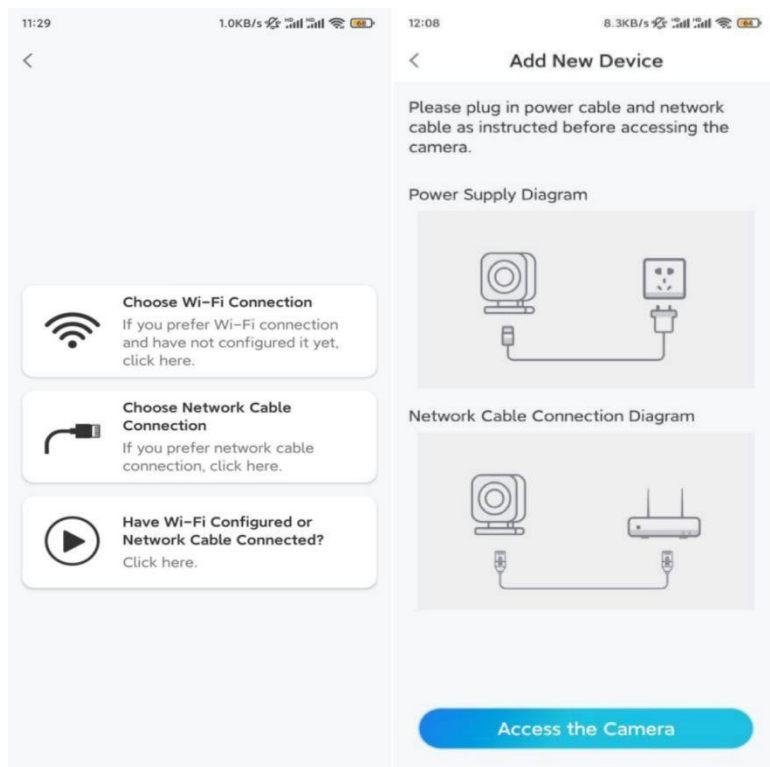 11:29
1.0KB/s
68
Choose Wi-Fi Connection
If you prefer Wi-Fi connection
and have not configured it yet,
click here.
Choose Network Cable
Connection
If you prefer network cable
connection, click here.
Have Wi-Fi Configured or
Network Cable Connected?
Click here.
12:08
8.3KB/s
64
Add New Device
Please plug in power cable and network
cable as instructed before accessing the
camera.
Power Supply Diagram
Network Cable Connection Diagram
Access the Camera